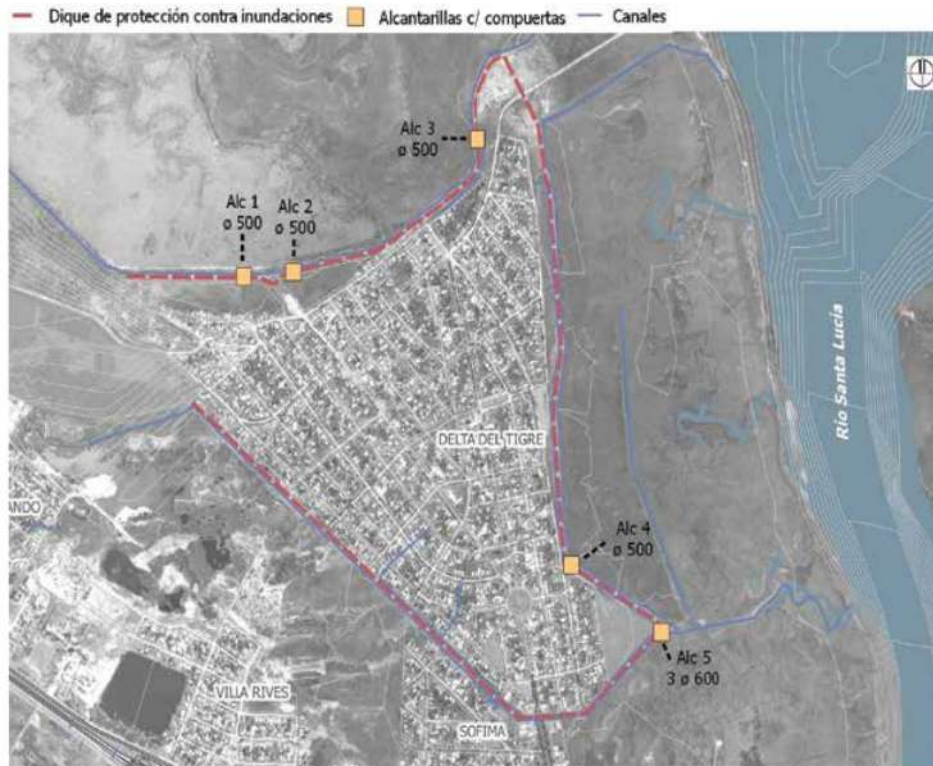 Dique de protección contra inundaciones
Alcantarillas c/ compuertas
Canales
Alc 3
ø 500
Alc 1
ø 500
Alc 2
ø 500
Río Santa Lucía
DELTA DEL TIGRE
ANDO
Alc 4
ø 500
Alc 5
3 ø 600
VILLA RIVES
SOFIMA